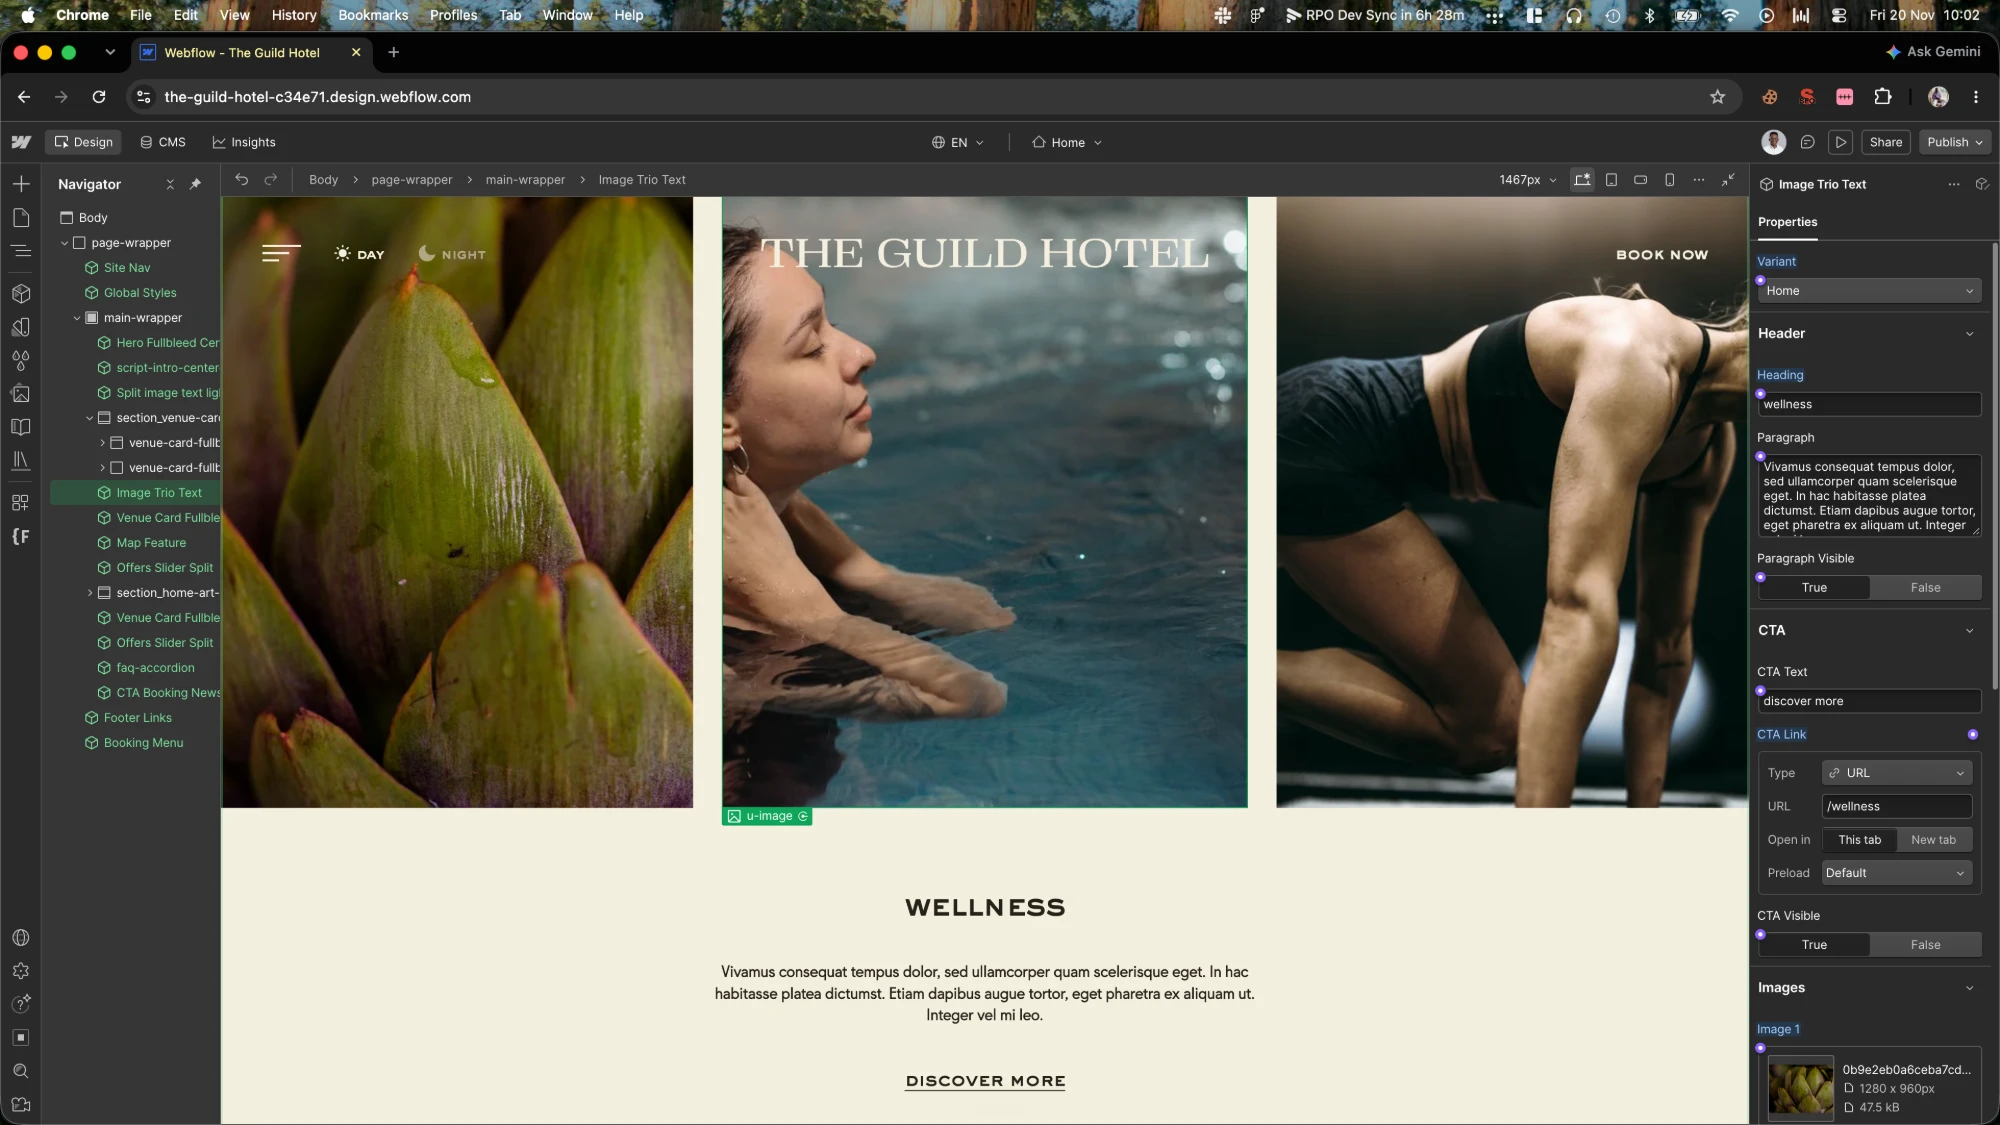 Chrome File Edit View History Bookmarks Profiles Tab Window Help
RPO Dev Sync in 6h 28m
Fri 20 Nov 10:02
Webflow - The Guild Hotel
Ask Gemini
the-guild-hotel-c34e71.design.webflow.com
Design CMS Insights
EN
Home
Share
Publish
Navigator
Body
page-wrapper
Site Nav
Global Styles
main-wrapper
Hero Fullbleed Cer
script-intro-center
Split image text lig
section_venue-car
venue-card-fullb
venue-card-fullb
Image Trio Text
Venue Card Fullble
Map Feature
Offers Slider Split
section_home-art-
Venue Card Fullble
Offers Slider Split
faq-accordion
CTA Booking News
Footer Links
Booking Menu
Body > page-wrapper > main-wrapper > Image Trio Text
1467px
DAY
NIGHT
THE GUILD HOTEL
BOOK NOW
u-image
WELLNESS
Vivamus consequat tempus dolor, sed ullamcorper quam scelerisque eget. In hac
habitasse platea dictumst. Etiam dapibus augue tortor, eget pharetra ex aliquam ut.
Integer vel mi leo.
DISCOVER MORE
Image Trio Text
Properties
Variant
Home
Header
Heading
wellness
Paragraph
Vivamus consequat tempus dolor,
sed ullamcorper quam scelerisque
eget. In hac habitasse platea
dictumst. Etiam dapibus augue tortor,
eget pharetra ex aliquam ut. Integer
Paragraph Visible
True False
CTA
CTA Text
discover more
CTA Link
Type URL
URL /wellness
Open in This tab New tab
Preload Default
CTA Visible
True False
Images
Image 1
0b9e2eb0a6ceba7cd...
1280 x 960px
47.5 kB